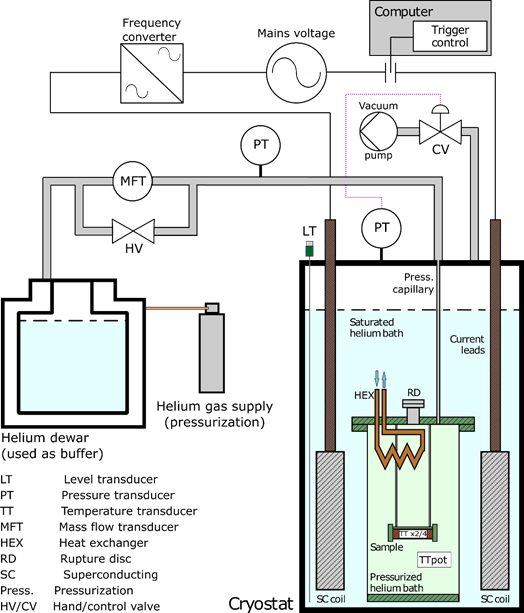 Frequency
converter
Mains voltage
Computer
Trigger
control
Vacuum
pump
CV
PT
MFT
HV
PT
LT
Press.
capillary
Saturated
helium bath
Current
leads
HEX
RD
Helium gas supply
(pressurization)
Helium dewar
(used as buffer)
TT x2/4
Sample
TTpot
Pressurized
helium bath
SC coil
SC coil
Cryostat
LT Level transducer
PT Pressure transducer
TT Temperature transducer
MFT Mass flow transducer
HEX Heat exchanger
RD Rupture disc
SC Superconducting
Press. Pressurization
HV/CV Hand/control valve